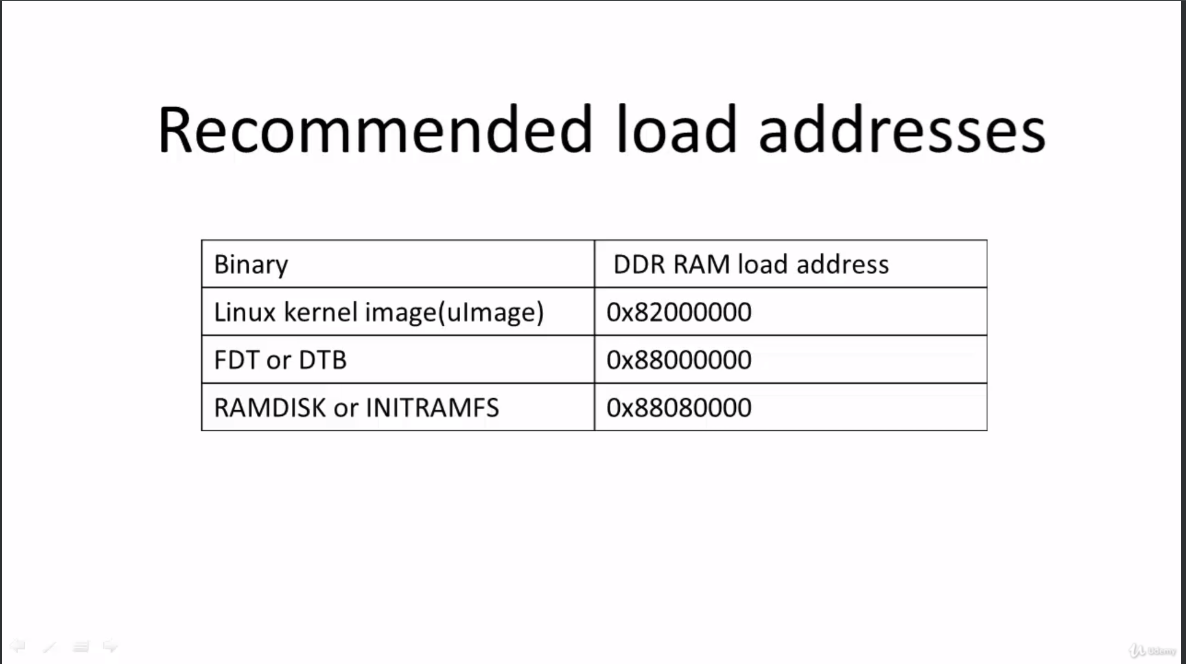 Recommended load addresses
Binary DDR RAM load address
Linux kernel image(uImage) 0x82000000
FDT or DTB 0x88000000
RAMDISK or INITRAMFS 0x88080000
Udemy